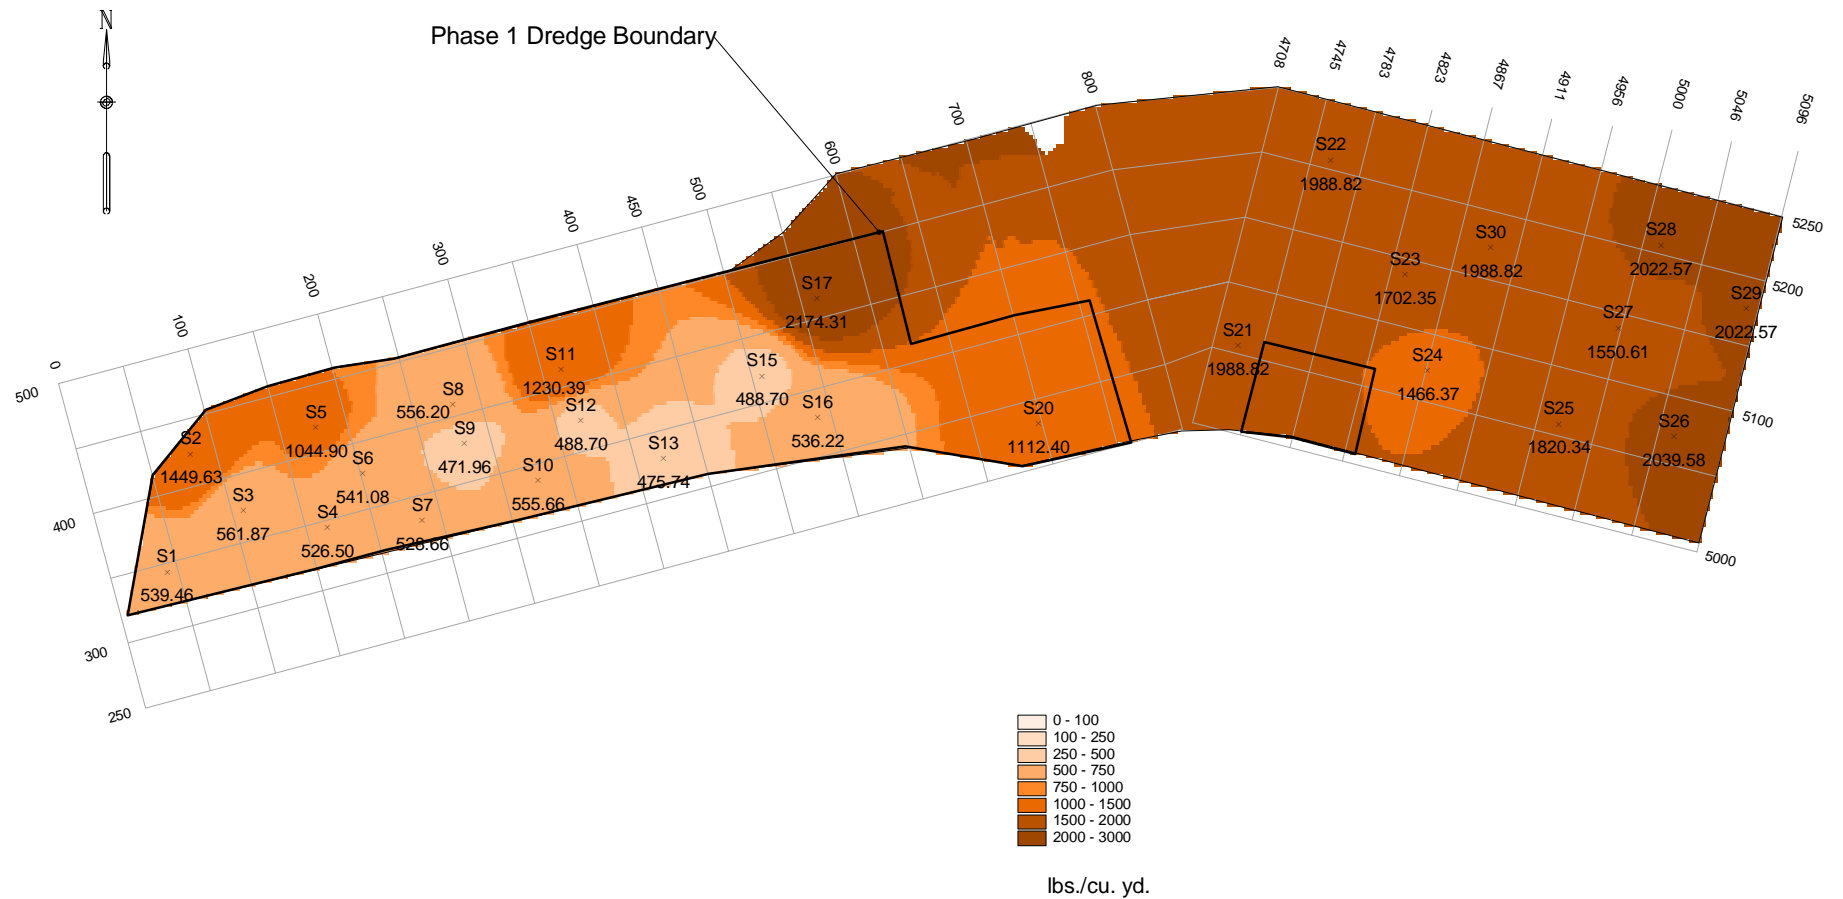 N
Phase 1 Dredge Boundary
0
100
200
300
400
450
500
600
700
800
4708
4745
4783
4823
4867
4911
4956
5000
5046
5096
500
400
300
250
5250
5200
5100
5000
S1
539.46
S2
1449.63
S3
561.87
S4
526.50
S5
1044.90
S6
541.08
S7
528.66
S8
556.20
S9
471.96
S10
555.66
S11
1230.39
S12
488.70
S13
475.74
S15
488.70
S16
536.22
S17
2174.31
S20
1112.40
S21
1988.82
S22
1988.82
S23
1702.35
S24
1466.37
S25
1820.34
S26
2039.58
S27
1550.61
S28
2022.57
S29
2022.57
S30
1988.82
0 - 100
100 - 250
250 - 500
500 - 750
750 - 1000
1000 - 1500
1500 - 2000
2000 - 3000
lbs./cu. yd.